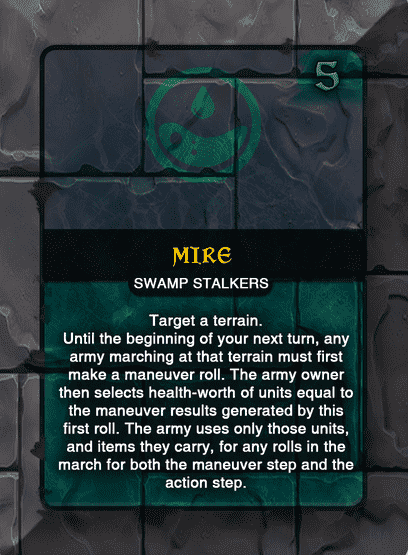 5
MIRE
SWAMP STALKERS
Target a terrain.
Until the beginning of your next turn, any
army marching at that terrain must first
make a maneuver roll. The army owner
then selects health-worth of units equal to
the maneuver results generated by this
first roll. The army uses only those units,
and items they carry, for any rolls in the
march for both the maneuver step and the
action step.